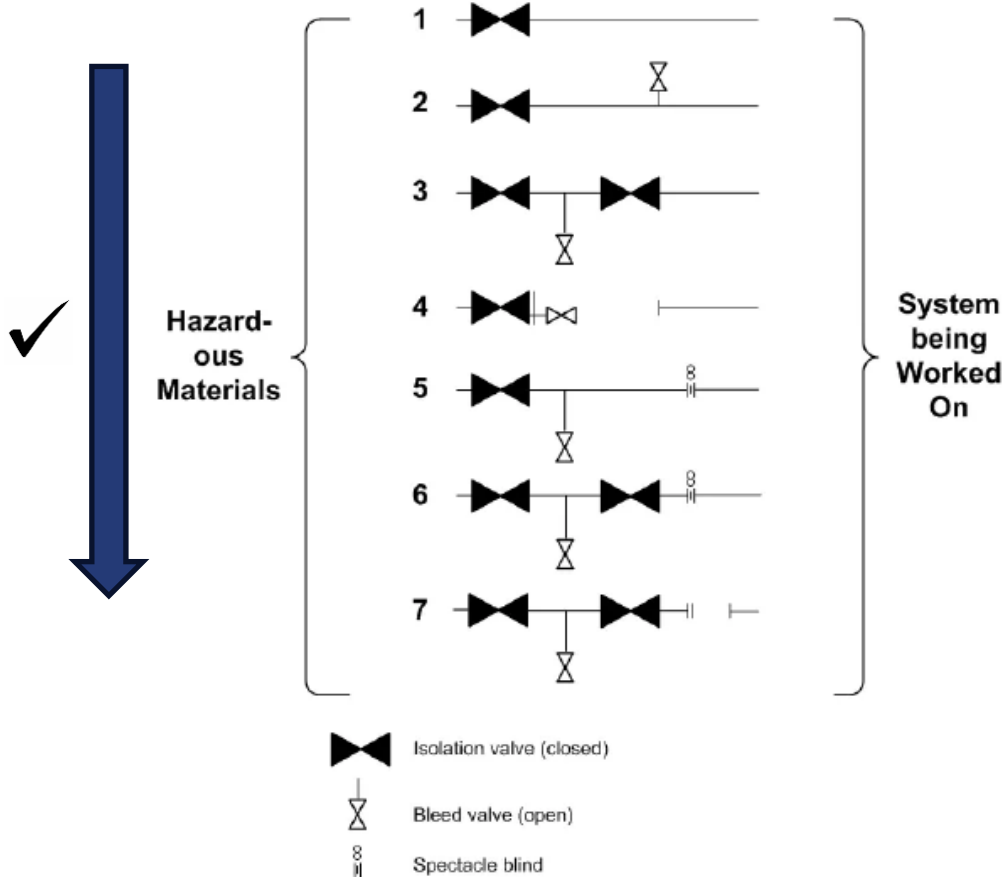 1
2
3
4
5
6
7
Hazard-
ous
Materials
System
being
Worked
On
Isolation valve (closed)
Bleed valve (open)
Spectacle blind